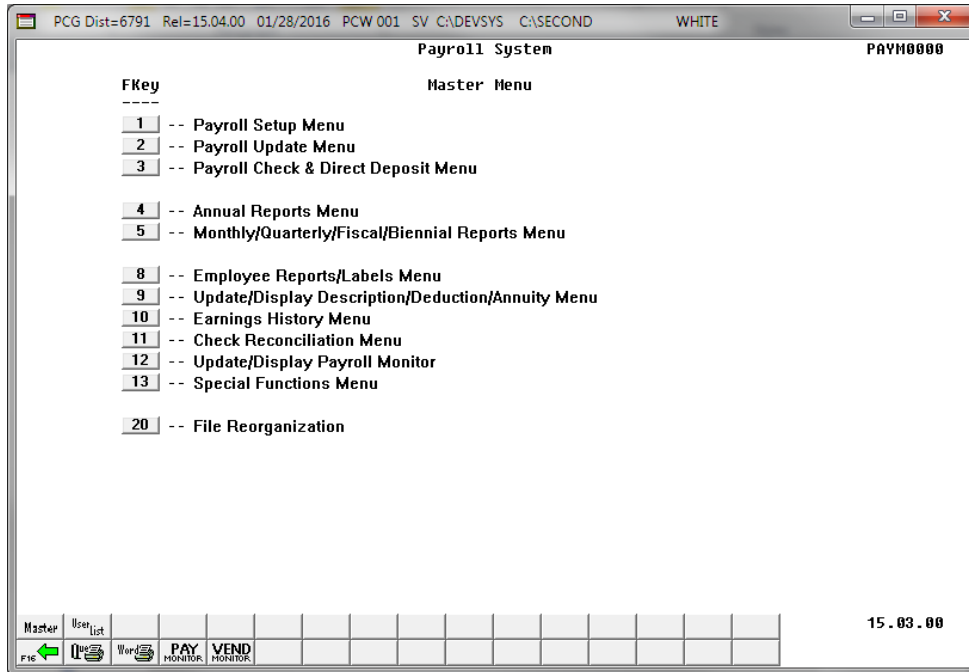 PCG Dist=6791 Rel=15.04.00 01/28/2016 PCW 001 SV C:\DEVSYS C:\SECOND WHITE
Payroll System PAYM0000
FKey Master Menu
----
1 -- Payroll Setup Menu
2 -- Payroll Update Menu
3 -- Payroll Check & Direct Deposit Menu
4 -- Annual Reports Menu
5 -- Monthly/Quarterly/Fiscal/Biennial Reports Menu
8 -- Employee Reports/Labels Menu
9 -- Update/Display Description/Deduction/Annuity Menu
10 -- Earnings History Menu
11 -- Check Reconciliation Menu
12 -- Update/Display Payroll Monitor
13 -- Special Functions Menu
20 -- File Reorganization
Master User List 15.03.00
F16 Que Word PAY MONITOR VEND MONITOR